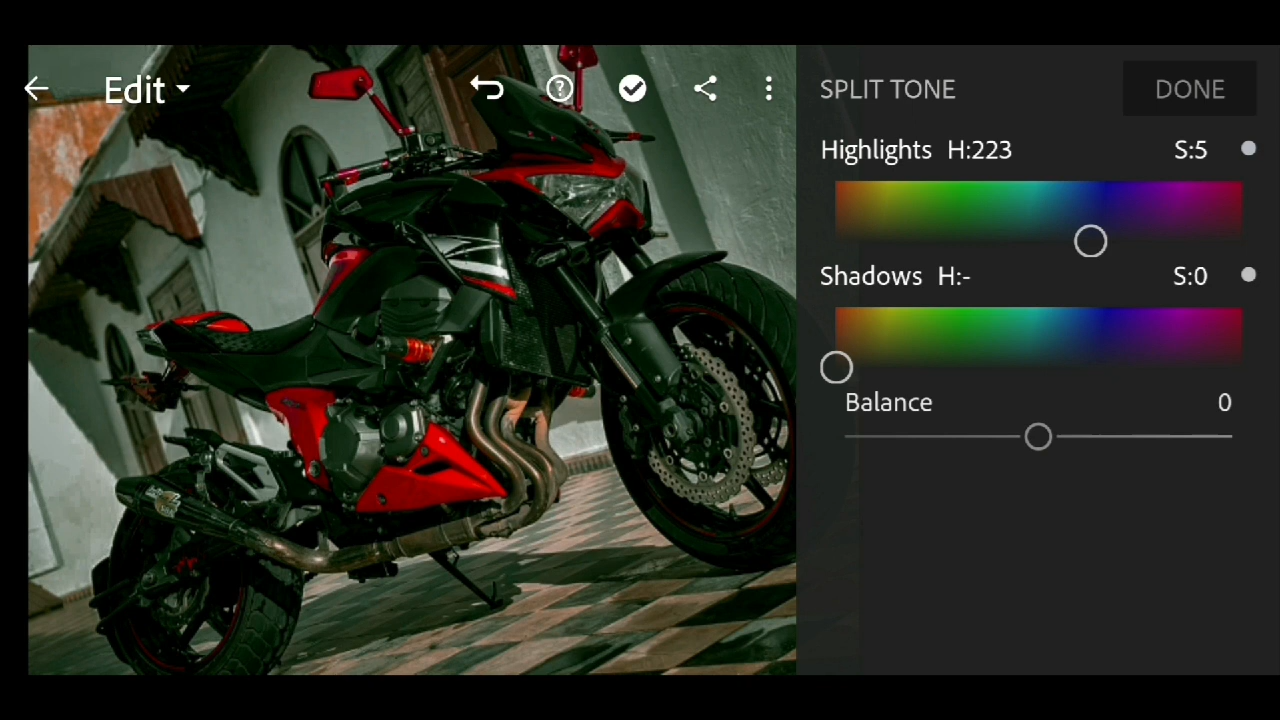 Edit
SPLIT TONE
DONE
Highlights H:223 S:5
Shadows H:- S:0
Balance 0